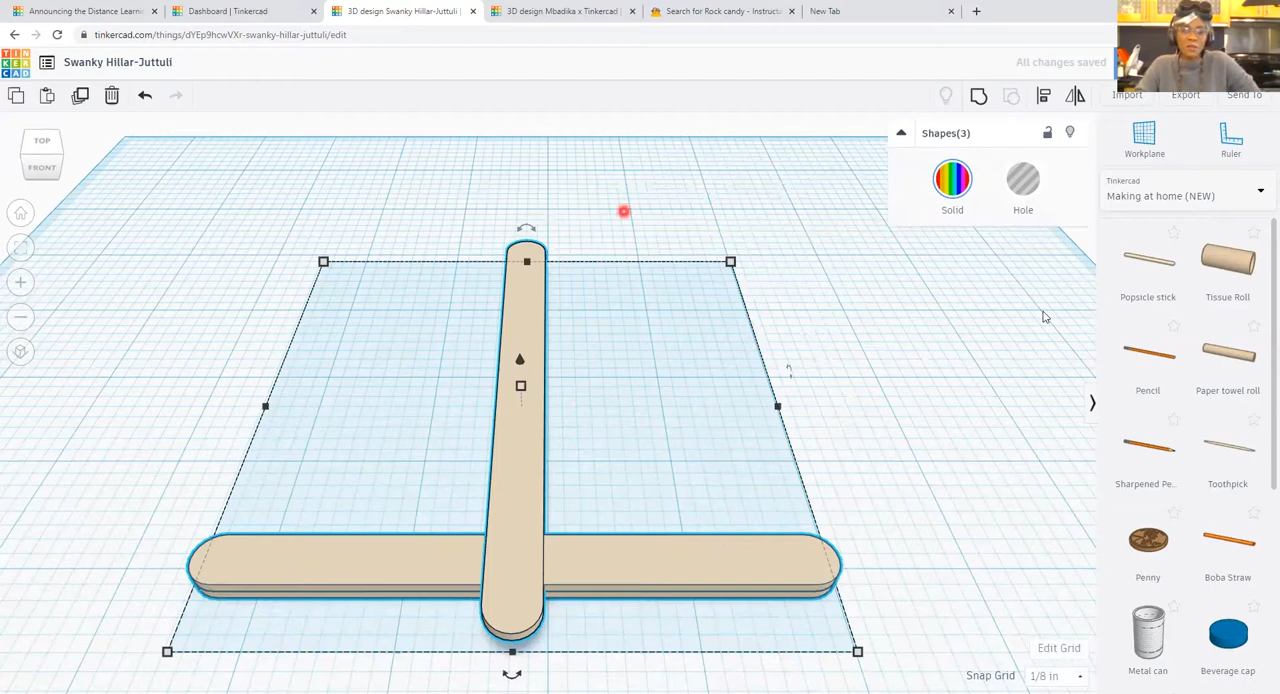 Announcing the Distance Learni
Dashboard | Tinkercad
3D design Swanky Hillar-Juttuli |
3D design Mbadika x Tinkercad |
Search for Rock candy - Instructa
New Tab
tinkercad.com/things/dYEp9hcwVXr-swanky-hillar-juttuli/edit
TIN
KER
CAD
Swanky Hillar-Juttuli
All changes saved
Import
Export
Send To
TOP
FRONT
Shapes(3)
Solid
Hole
Workplane
Ruler
Tinkercad
Making at home (NEW)
Popsicle stick
Tissue Roll
Pencil
Paper towel roll
Sharpened Pe...
Toothpick
Penny
Boba Straw
Metal can
Beverage cap
Edit Grid
Snap Grid
1/8 in